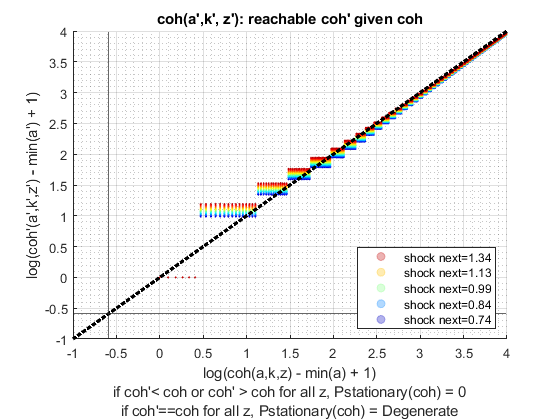 coh(a',k', z'): reachable coh' given coh
log(coh'(a',k',z') - min(a') + 1)
4
3.5
3
2.5
2
1.5
1
0.5
0
-0.5
-1
shock next=1.34
shock next=1.13
shock next=0.99
shock next=0.84
shock next=0.74
-1 -0.5 0 0.5 1 1.5 2 2.5 3 3.5 4
log(coh(a,k,z) - min(a) + 1)
if coh'< coh or coh' > coh for all z, Pstationary(coh) = 0
if coh'==coh for all z, Pstationary(coh) = Degenerate